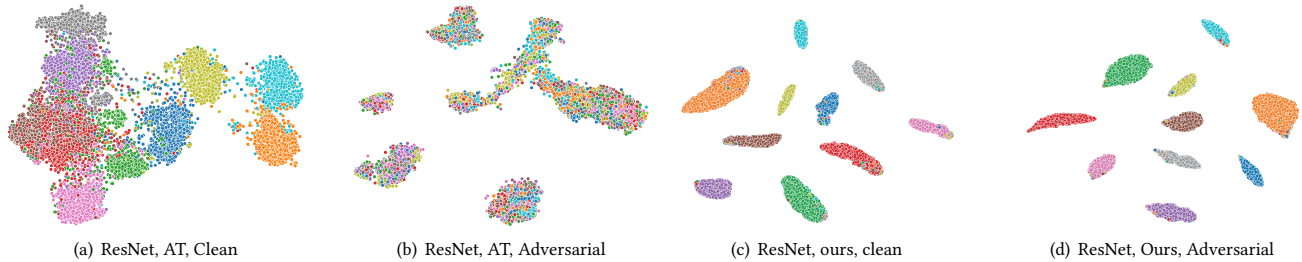 (a) ResNet, AT, Clean
(b) ResNet, AT, Adversarial
(c) ResNet, ours, clean
(d) ResNet, Ours, Adversarial